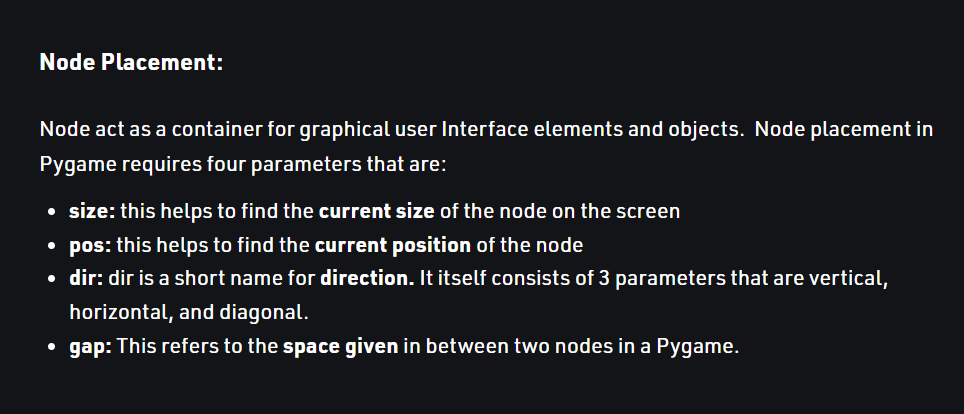 Node Placement:
Node act as a container for graphical user Interface elements and objects.  Node placement in
Pygame requires four parameters that are:
• size: this helps to find the current size of the node on the screen
• pos: this helps to find the current position of the node
• dir: dir is a short name for direction. It itself consists of 3 parameters that are vertical,
horizontal, and diagonal.
• gap: This refers to the space given in between two nodes in a Pygame.